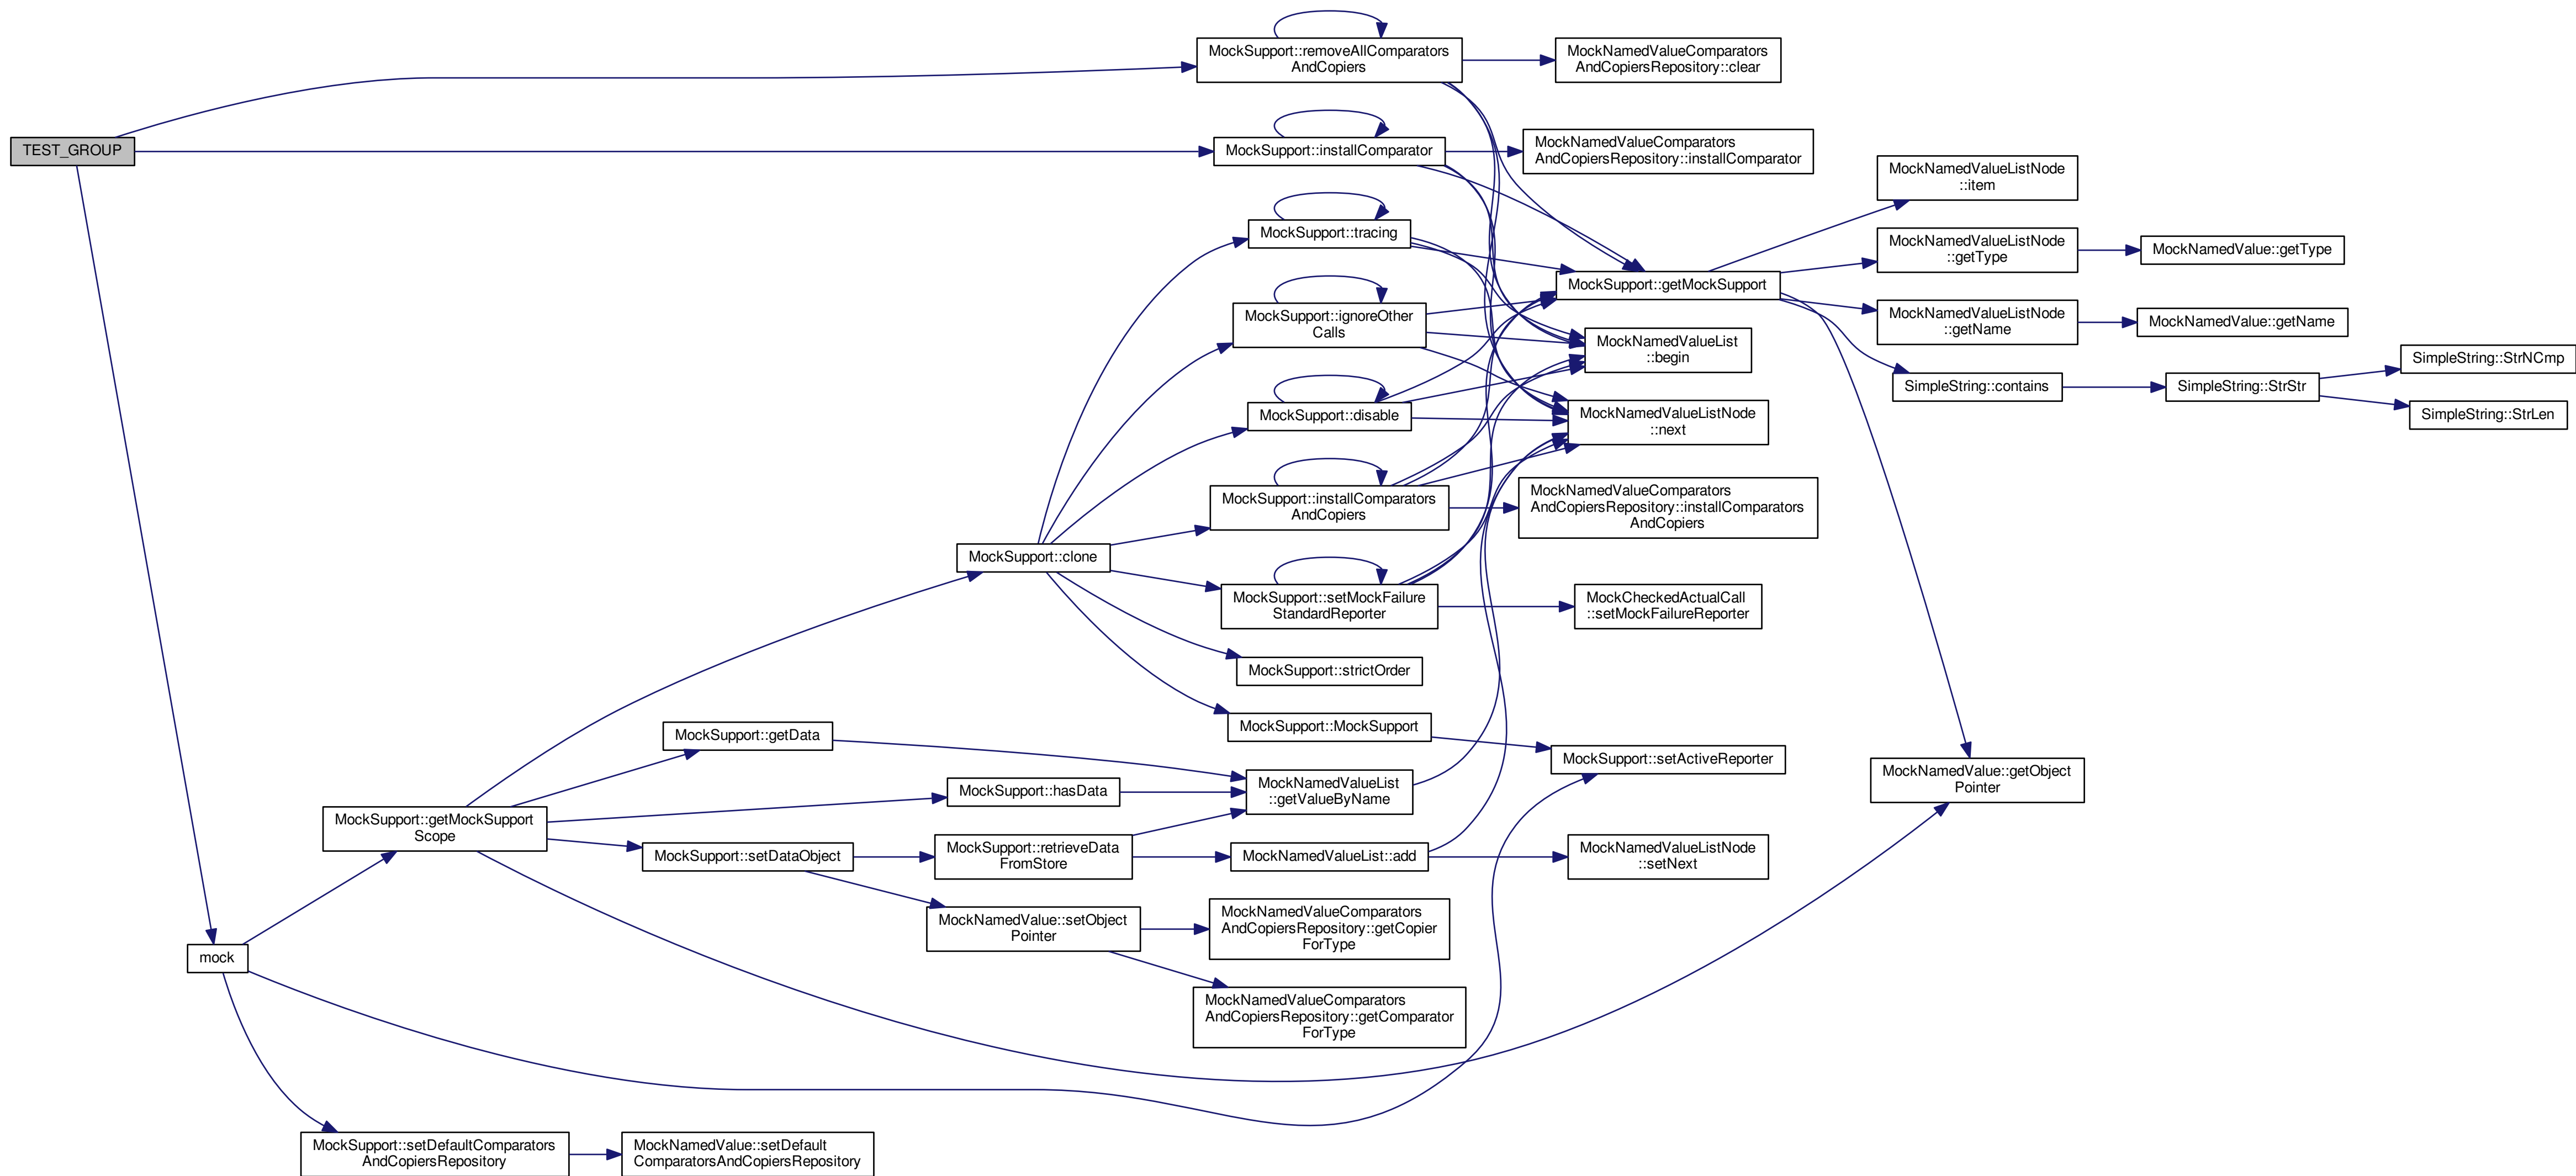 TEST_GROUP
mock
MockSupport::getMockSupport
Scope
MockSupport::setDefaultComparators
AndCopiersRepository
MockSupport::getData
MockSupport::setDataObject
MockNamedValue::setDefault
ComparatorsAndCopiersRepository
MockSupport::clone
MockSupport::hasData
MockSupport::retrieveData
FromStore
MockNamedValue::setObject
Pointer
MockSupport::removeAllComparators
AndCopiers
MockSupport::installComparator
MockSupport::tracing
MockSupport::ignoreOther
Calls
MockSupport::disable
MockSupport::installComparators
AndCopiers
MockSupport::setMockFailure
StandardReporter
MockSupport::strictOrder
MockSupport::MockSupport
MockNamedValueList
::getValueByName
MockNamedValueList::add
MockNamedValueComparators
AndCopiersRepository::getCopier
ForType
MockNamedValueComparators
AndCopiersRepository::getComparator
ForType
MockNamedValueComparators
AndCopiersRepository::clear
MockNamedValueComparators
AndCopiersRepository::installComparator
MockSupport::getMockSupport
MockNamedValueList
::begin
MockNamedValueListNode
::next
MockNamedValueComparators
AndCopiersRepository::installComparators
AndCopiers
MockCheckedActualCall
::setMockFailureReporter
MockSupport::setActiveReporter
MockNamedValueListNode
::setNext
MockNamedValueListNode
::item
MockNamedValueListNode
::getType
MockNamedValueListNode
::getName
SimpleString::contains
MockNamedValue::getObject
Pointer
MockNamedValue::getType
MockNamedValue::getName
SimpleString::StrStr
SimpleString::StrNCmp
SimpleString::StrLen